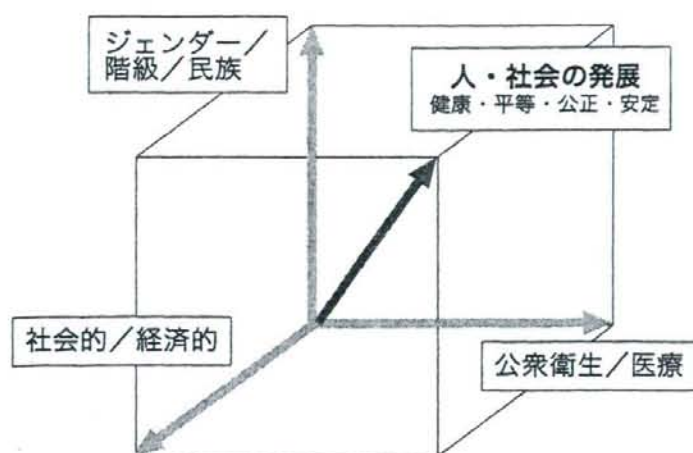 ジェンダー/
階級/民族
人・社会の発展
健康・平等・公正・安定
社会的/経済的
公衆衛生/医療